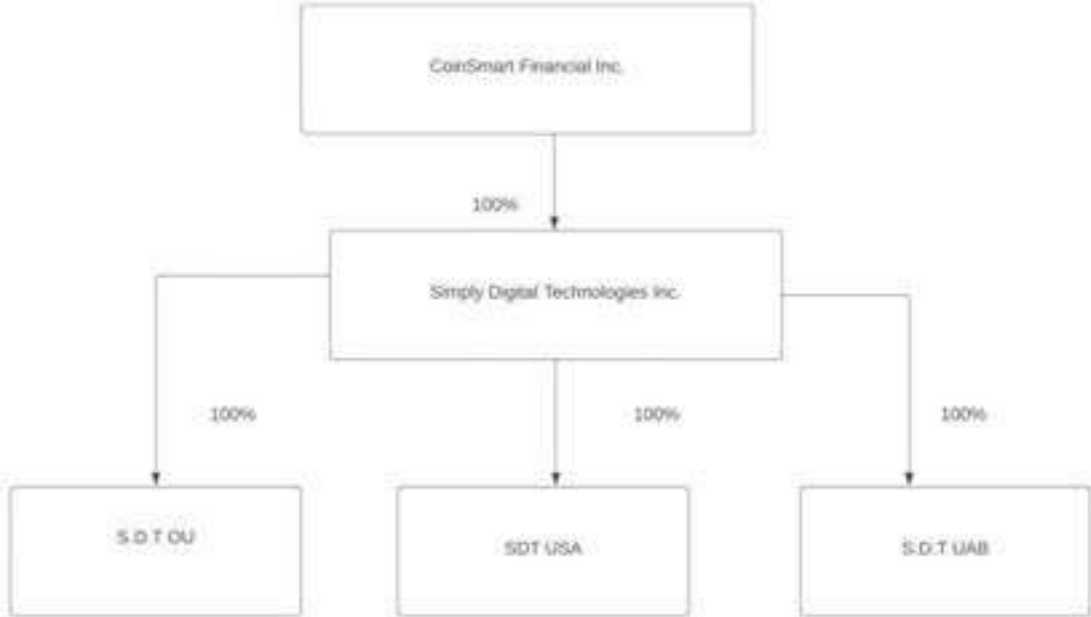 CoinSmart Financial Inc.
100%
Simply Digital Technologies Inc.
100%
100%
100%
S.D.T OU
SDT USA
S.D.T UAB